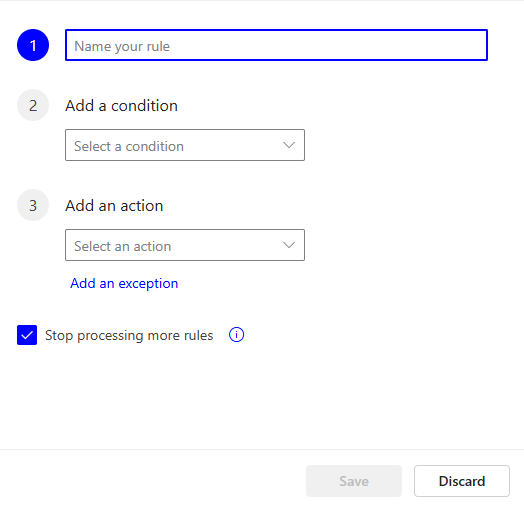 1 Name your rule
2 Add a condition
Select a condition
3 Add an action
Select an action
Add an exception
Stop processing more rules
Save Discard